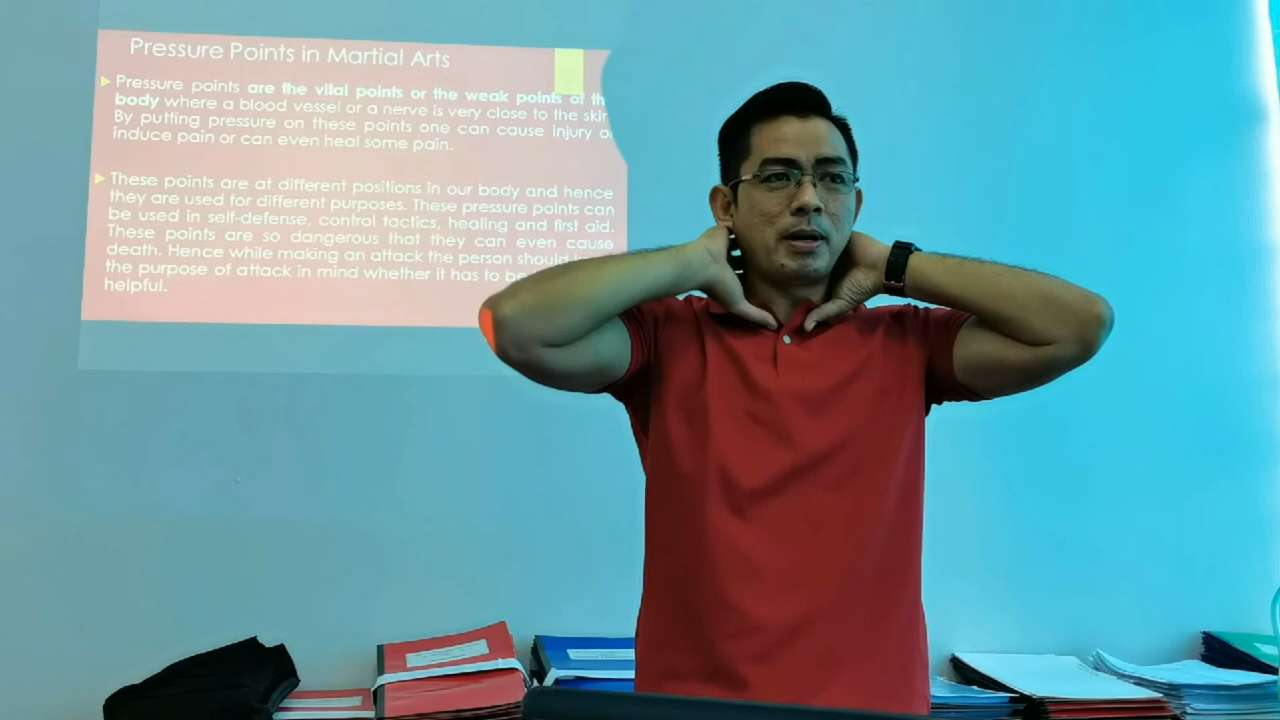 Pressure Points in Martial Arts
Pressure points are the vital points or the weak points of
body where a blood vessel or a nerve is very close to the
By putting pressure on these points one can cause injury
induce pain or can even heal some pain.
These points are at different positions in our body and hence
they are used for different purposes. These pressure points can
be used in self-defense, control tactics, healing and first aid.
These points are so dangerous that they can even cause
death. Hence while making an attack the person should
the purpose of attack in mind whether it has to
helpful.